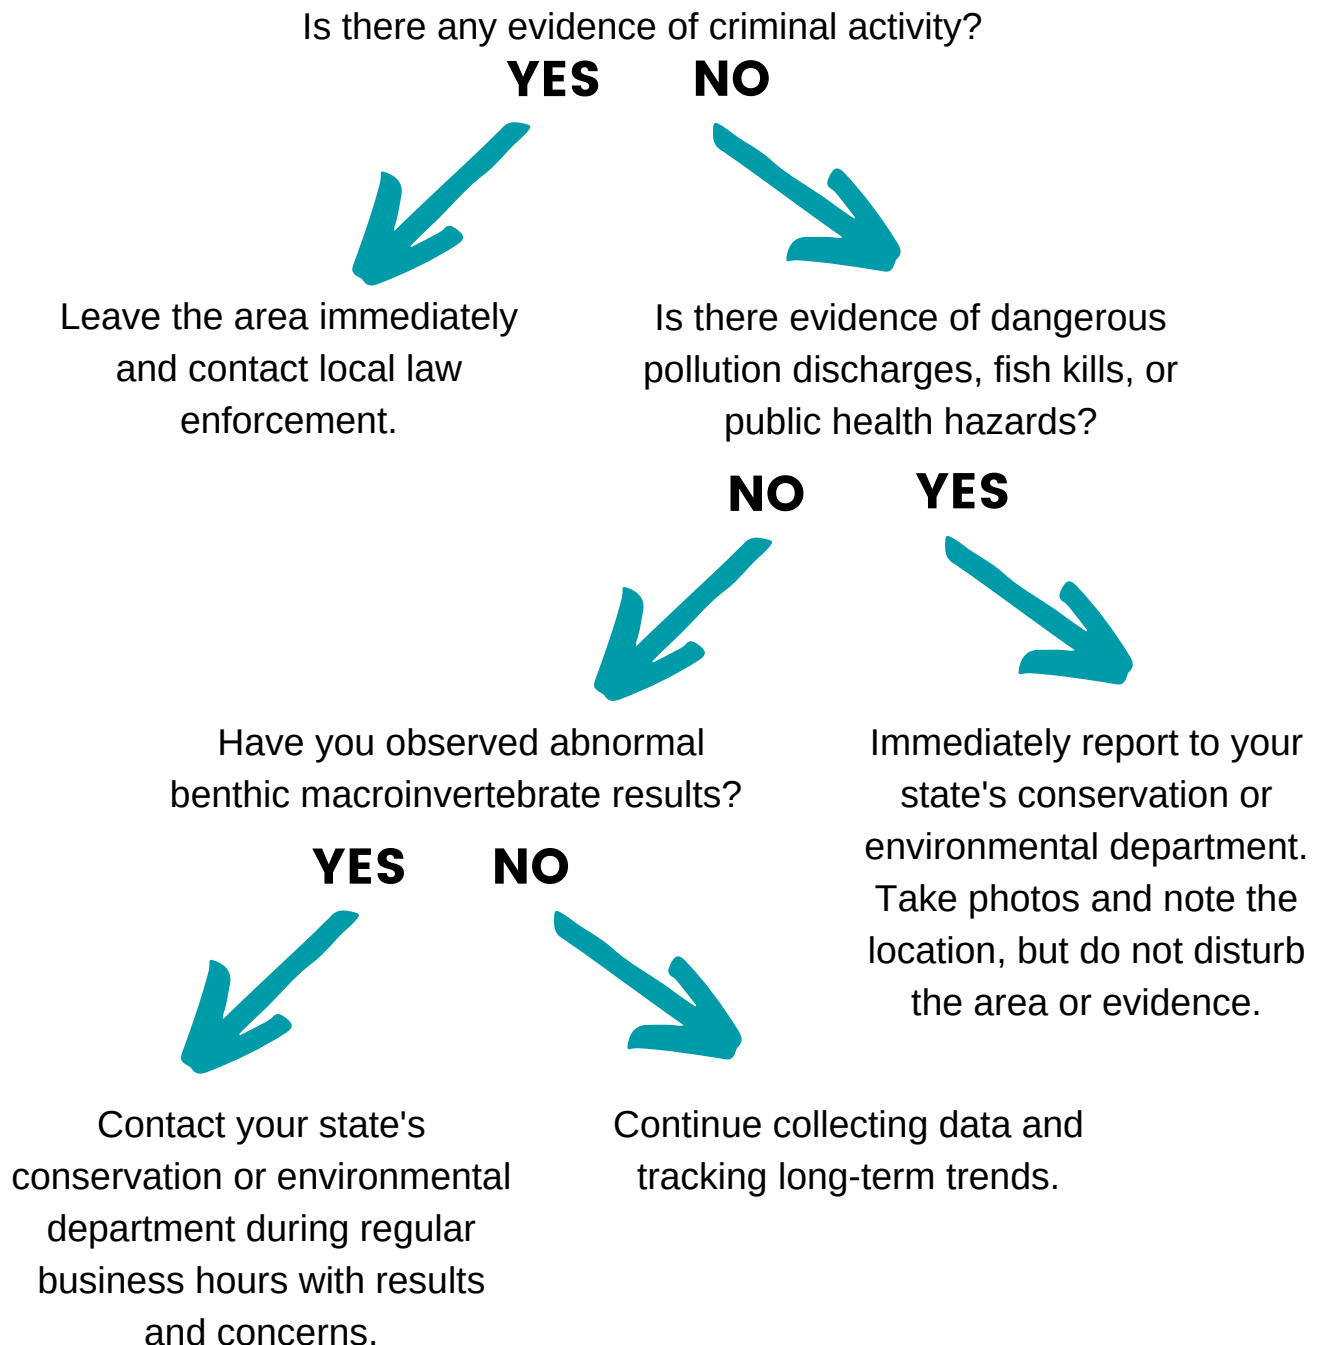 Is there any evidence of criminal activity?
YES NO
Leave the area immediately
and contact local law
enforcement.
Is there evidence of dangerous
pollution discharges, fish kills, or
public health hazards?
NO YES
Have you observed abnormal
benthic macroinvertebrate results?
YES NO
Immediately report to your
state's conservation or
environmental department.
Take photos and note the
location, but do not disturb
the area or evidence.
Contact your state's
conservation or environmental
department during regular
business hours with results
and concerns.
Continue collecting data and
tracking long-term trends.